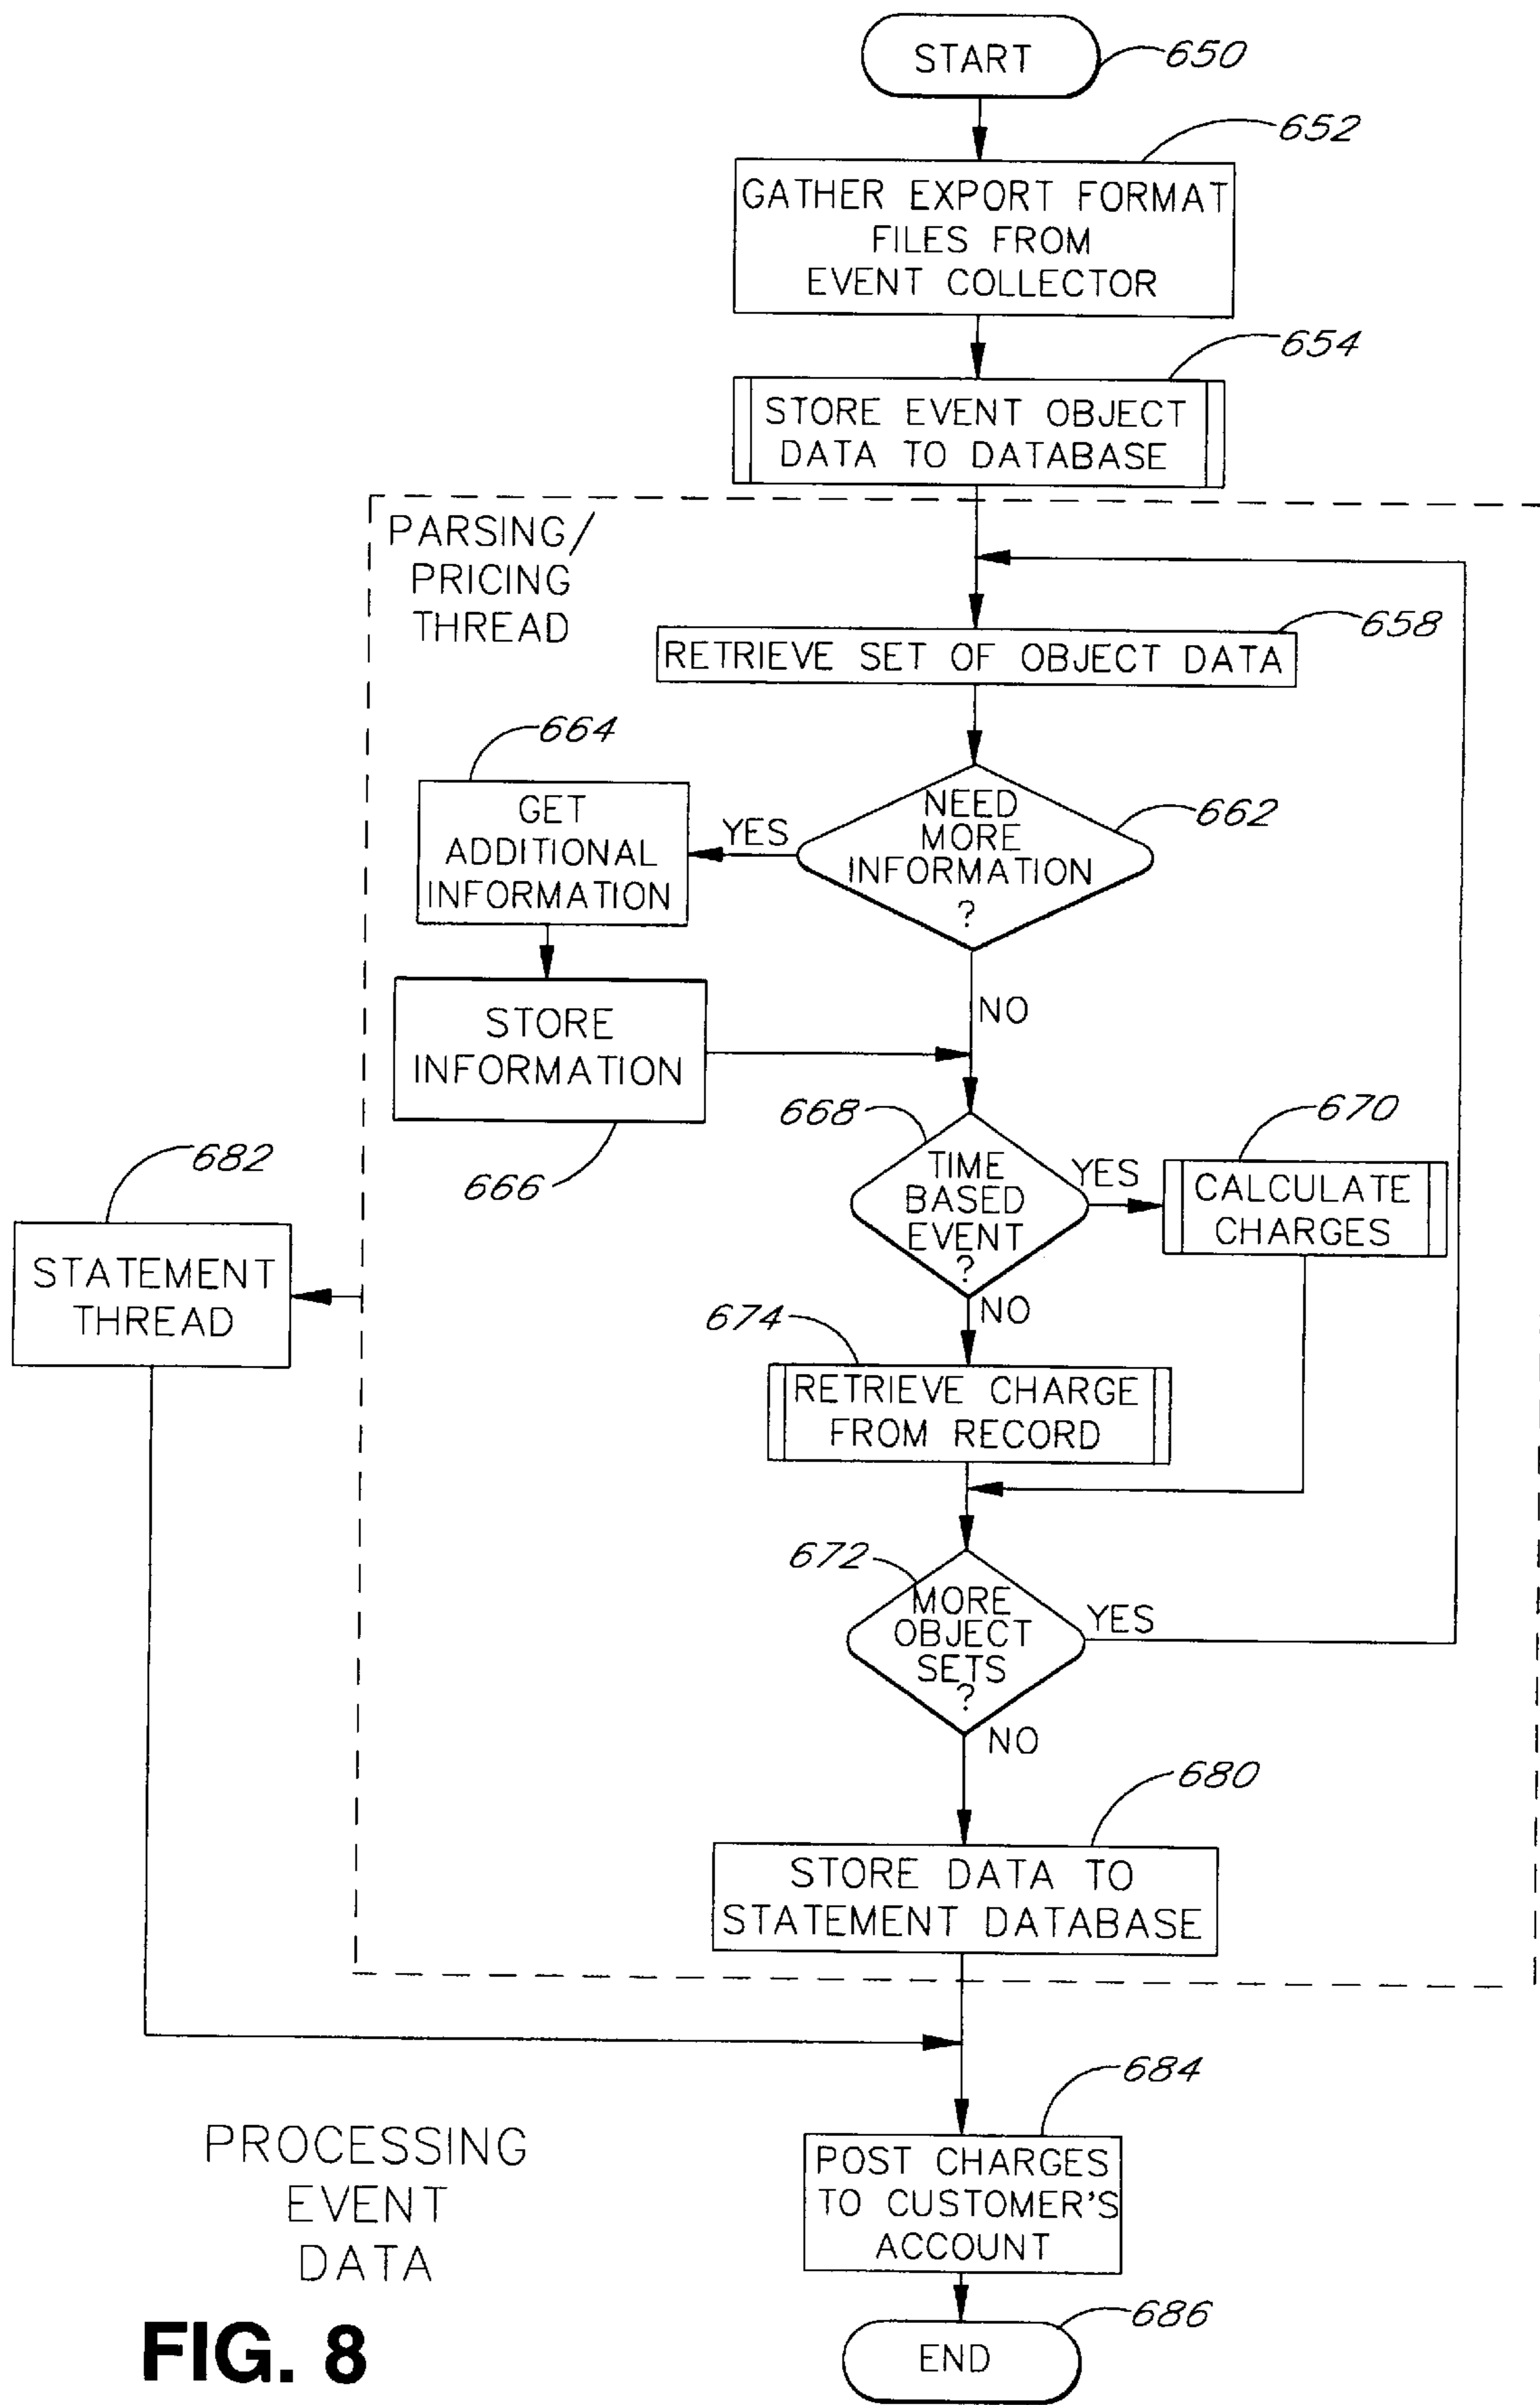 START
650
652
GATHER EXPORT FORMAT
FILES FROM
EVENT COLLECTOR
654
STORE EVENT OBJECT
DATA TO DATABASE
PARSING/
PRICING
THREAD
658
RETRIEVE SET OF OBJECT DATA
664
GET
ADDITIONAL
INFORMATION
YES
NEED
MORE
INFORMATION
?
662
NO
STORE
INFORMATION
666
668
TIME
BASED
EVENT
?
YES
670
CALCULATE
CHARGES
682
STATEMENT
THREAD
NO
674
RETRIEVE CHARGE
FROM RECORD
672
MORE
OBJECT
SETS
?
YES
NO
680
STORE DATA TO
STATEMENT DATABASE
684
POST CHARGES
TO CUSTOMER'S
ACCOUNT
PROCESSING
EVENT
DATA
686
END
FIG. 8